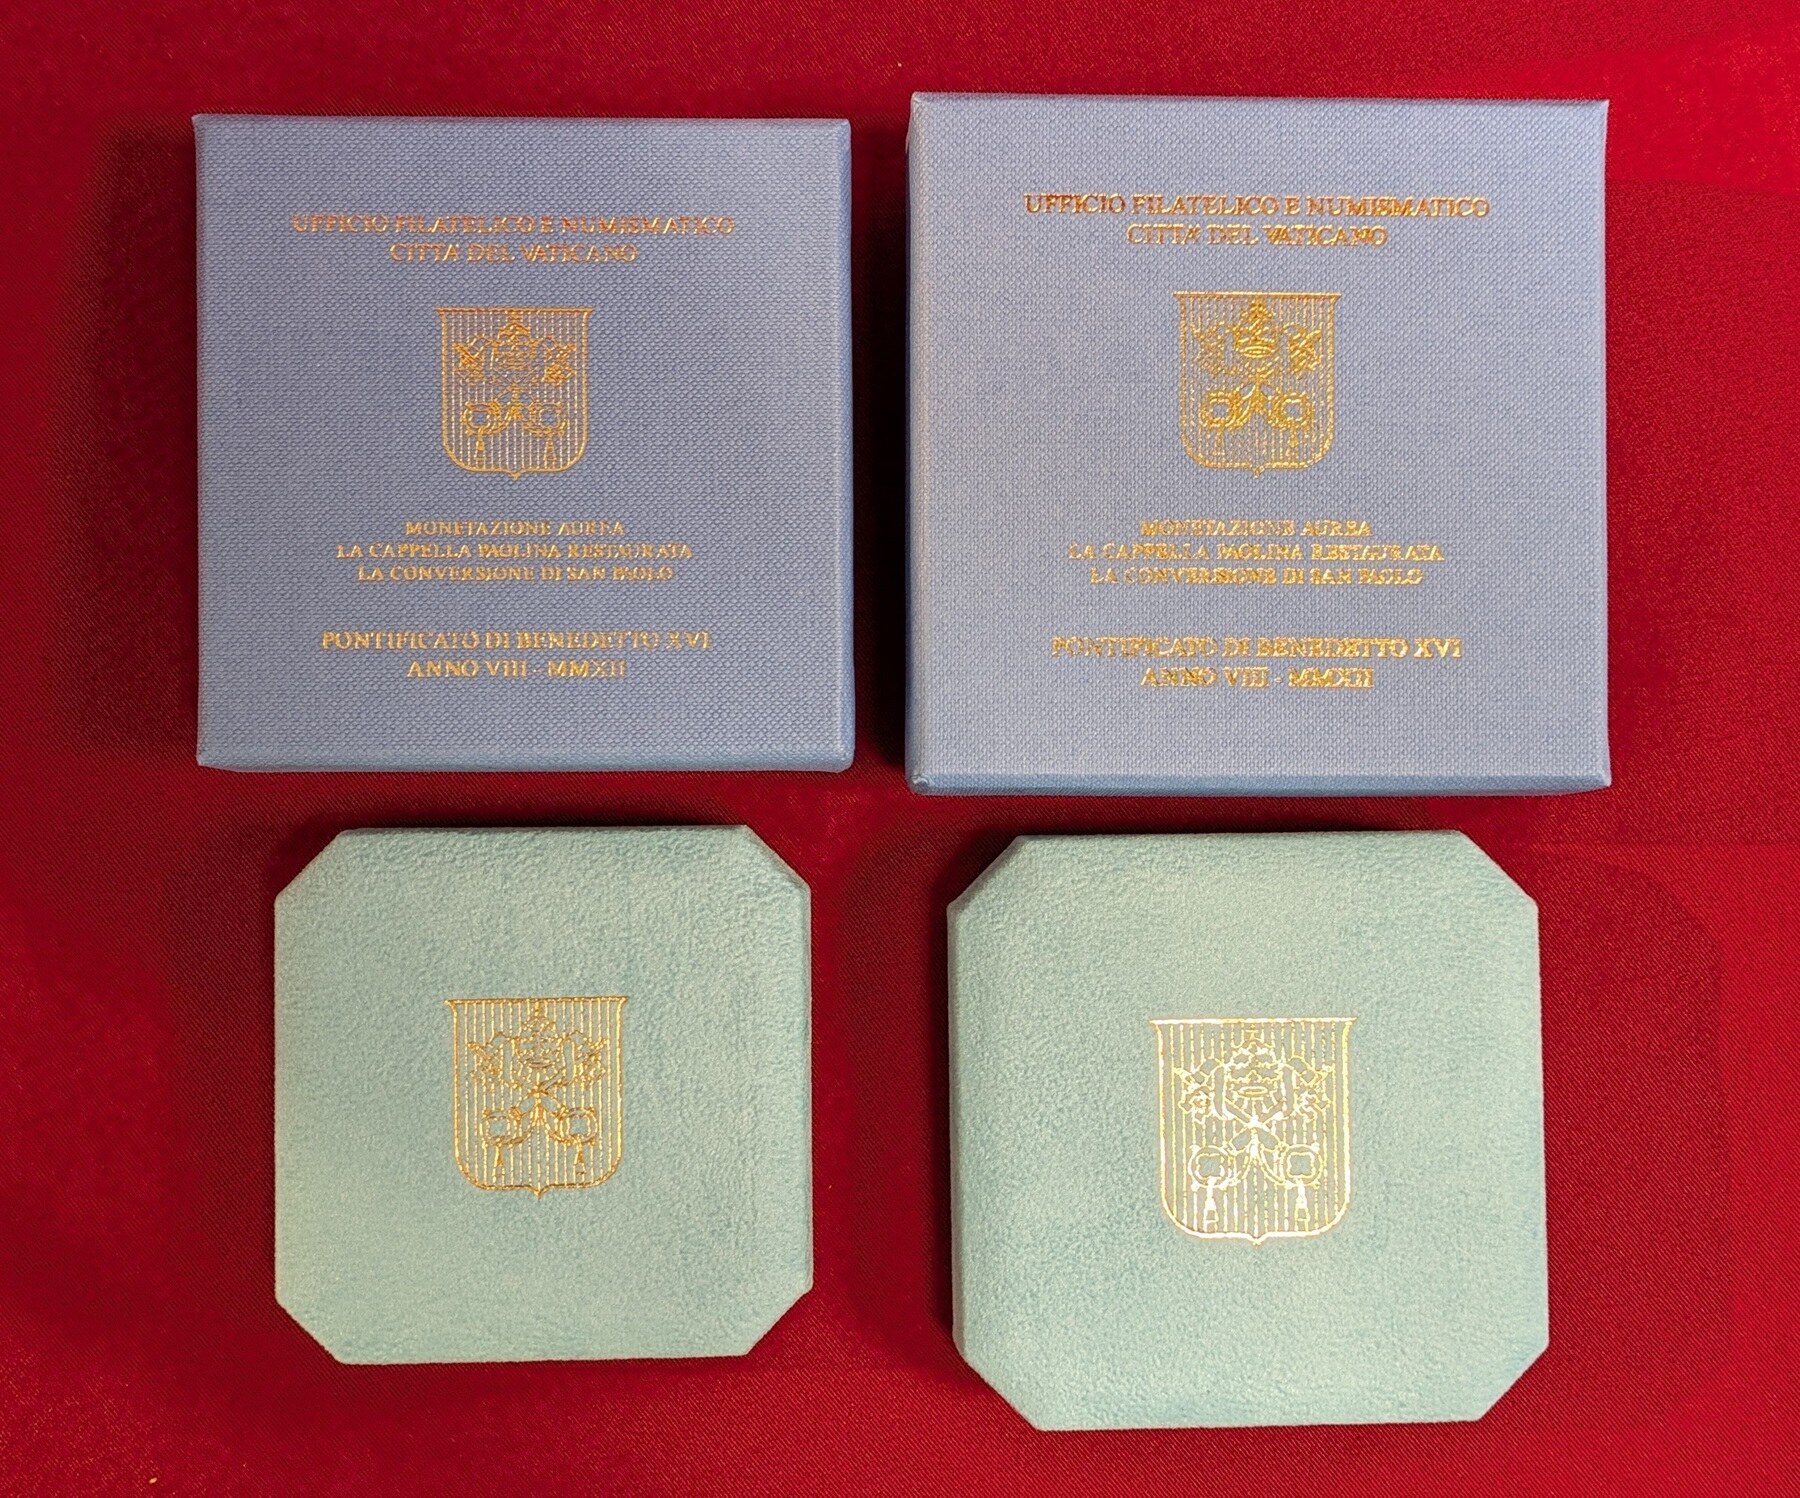 UFFICIO FILATELICO E NUMISMATICO
CITTA' DEL VATICANO
MONETAZIONE AUREA
LA CAPPELLA PAOLINA RESTAURATA
LA CONVERSIONE DI SAN PAOLO
PONTIFICATO DI BENEDETTO XVI
ANNO VIII - MMXII
UFFICIO FILATELICO E NUMISMATICO
CITTA' DEL VATICANO
MONETAZIONE AUREA
LA CAPPELLA PAOLINA RESTAURATA
LA CONVERSIONE DI SAN PAOLO
PONTIFICATO DI BENEDETTO XVI
ANNO VIII - MMXII